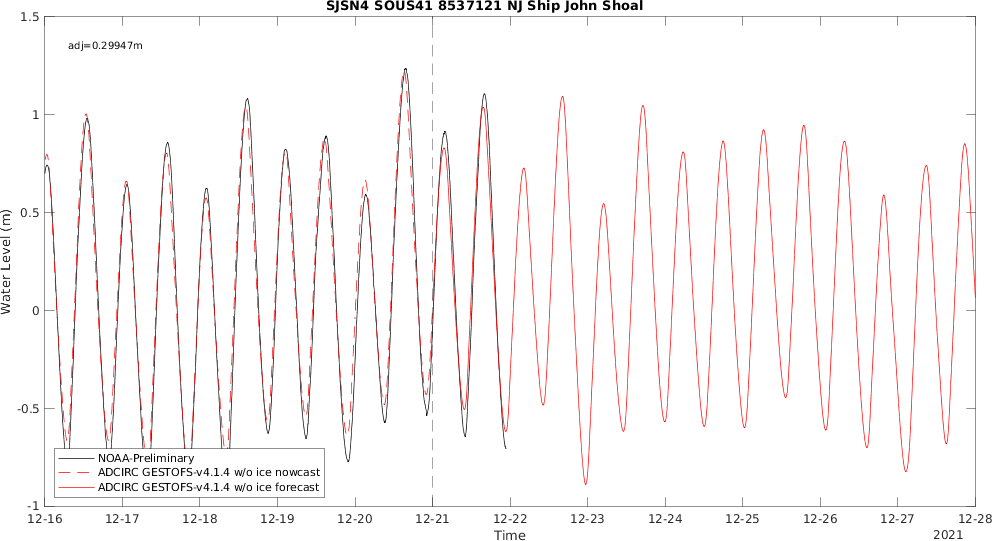 SJSN4 SOUS41 8537121 NJ Ship John Shoal
adj=0.29947m
1.5
1
0.5
0
-0.5
-1
Water Level (m)
NOAA-Preliminary
ADCIRC GESTOFS-v4.1.4 w/o ice nowcast
ADCIRC GESTOFS-v4.1.4 w/o ice forecast
12-16 12-17 12-18 12-19 12-20 12-21 12-22 12-23 12-24 12-25 12-26 12-27 12-28
Time
2021